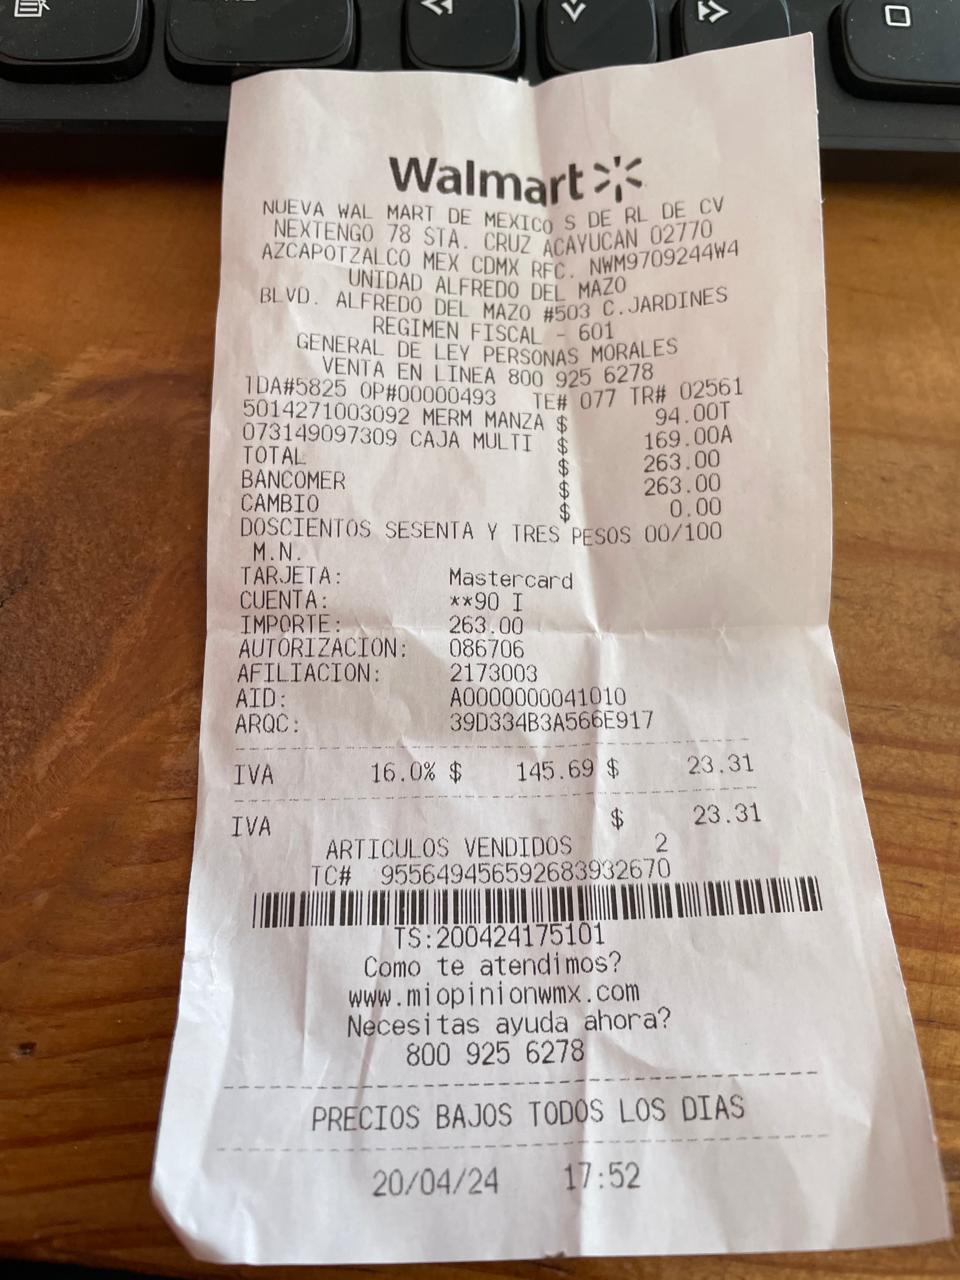 Walmart
NUEVA WAL MART DE MEXICO S DE RL DE CV
NEXTENGO 78 STA. CRUZ ACAYUCAN 02770
AZCAPOTZALCO MEX CDMX RFC. NWM9709244W4
UNIDAD ALFREDO DEL MAZO
BLVD. ALFREDO DEL MAZO #503 C.JARDINES
REGIMEN FISCAL - 601
GENERAL DE LEY PERSONAS MORALES
VENTA EN LINEA 800 925 6278
TDA#5825 OP#00000493 TE# 077 TR# 02561
5014271003092 MERM MANZA $ 94.00T
073149097309 CAJA MULTI $ 169.00A
TOTAL $ 263.00
BANCOMER $ 263.00
CAMBIO $ 0.00
DOSCIENTOS SESENTA Y TRES PESOS 00/100
M.N.
TARJETA: Mastercard
CUENTA: **90 I
IMPORTE: 263.00
AUTORIZACION: 086706
AFILIACION: 2173003
AID: A0000000041010
ARQC: 39D334B3A566E917
IVA 16.0% $ 145.69 $ 23.31
IVA $ 23.31
ARTICULOS VENDIDOS 2
TC# 955649456592683932670
TS:200424175101
Como te atendimos?
www.miopinionwmx.com
Necesitas ayuda ahora?
800 925 6278
PRECIOS BAJOS TODOS LOS DIAS
20/04/24 17:52